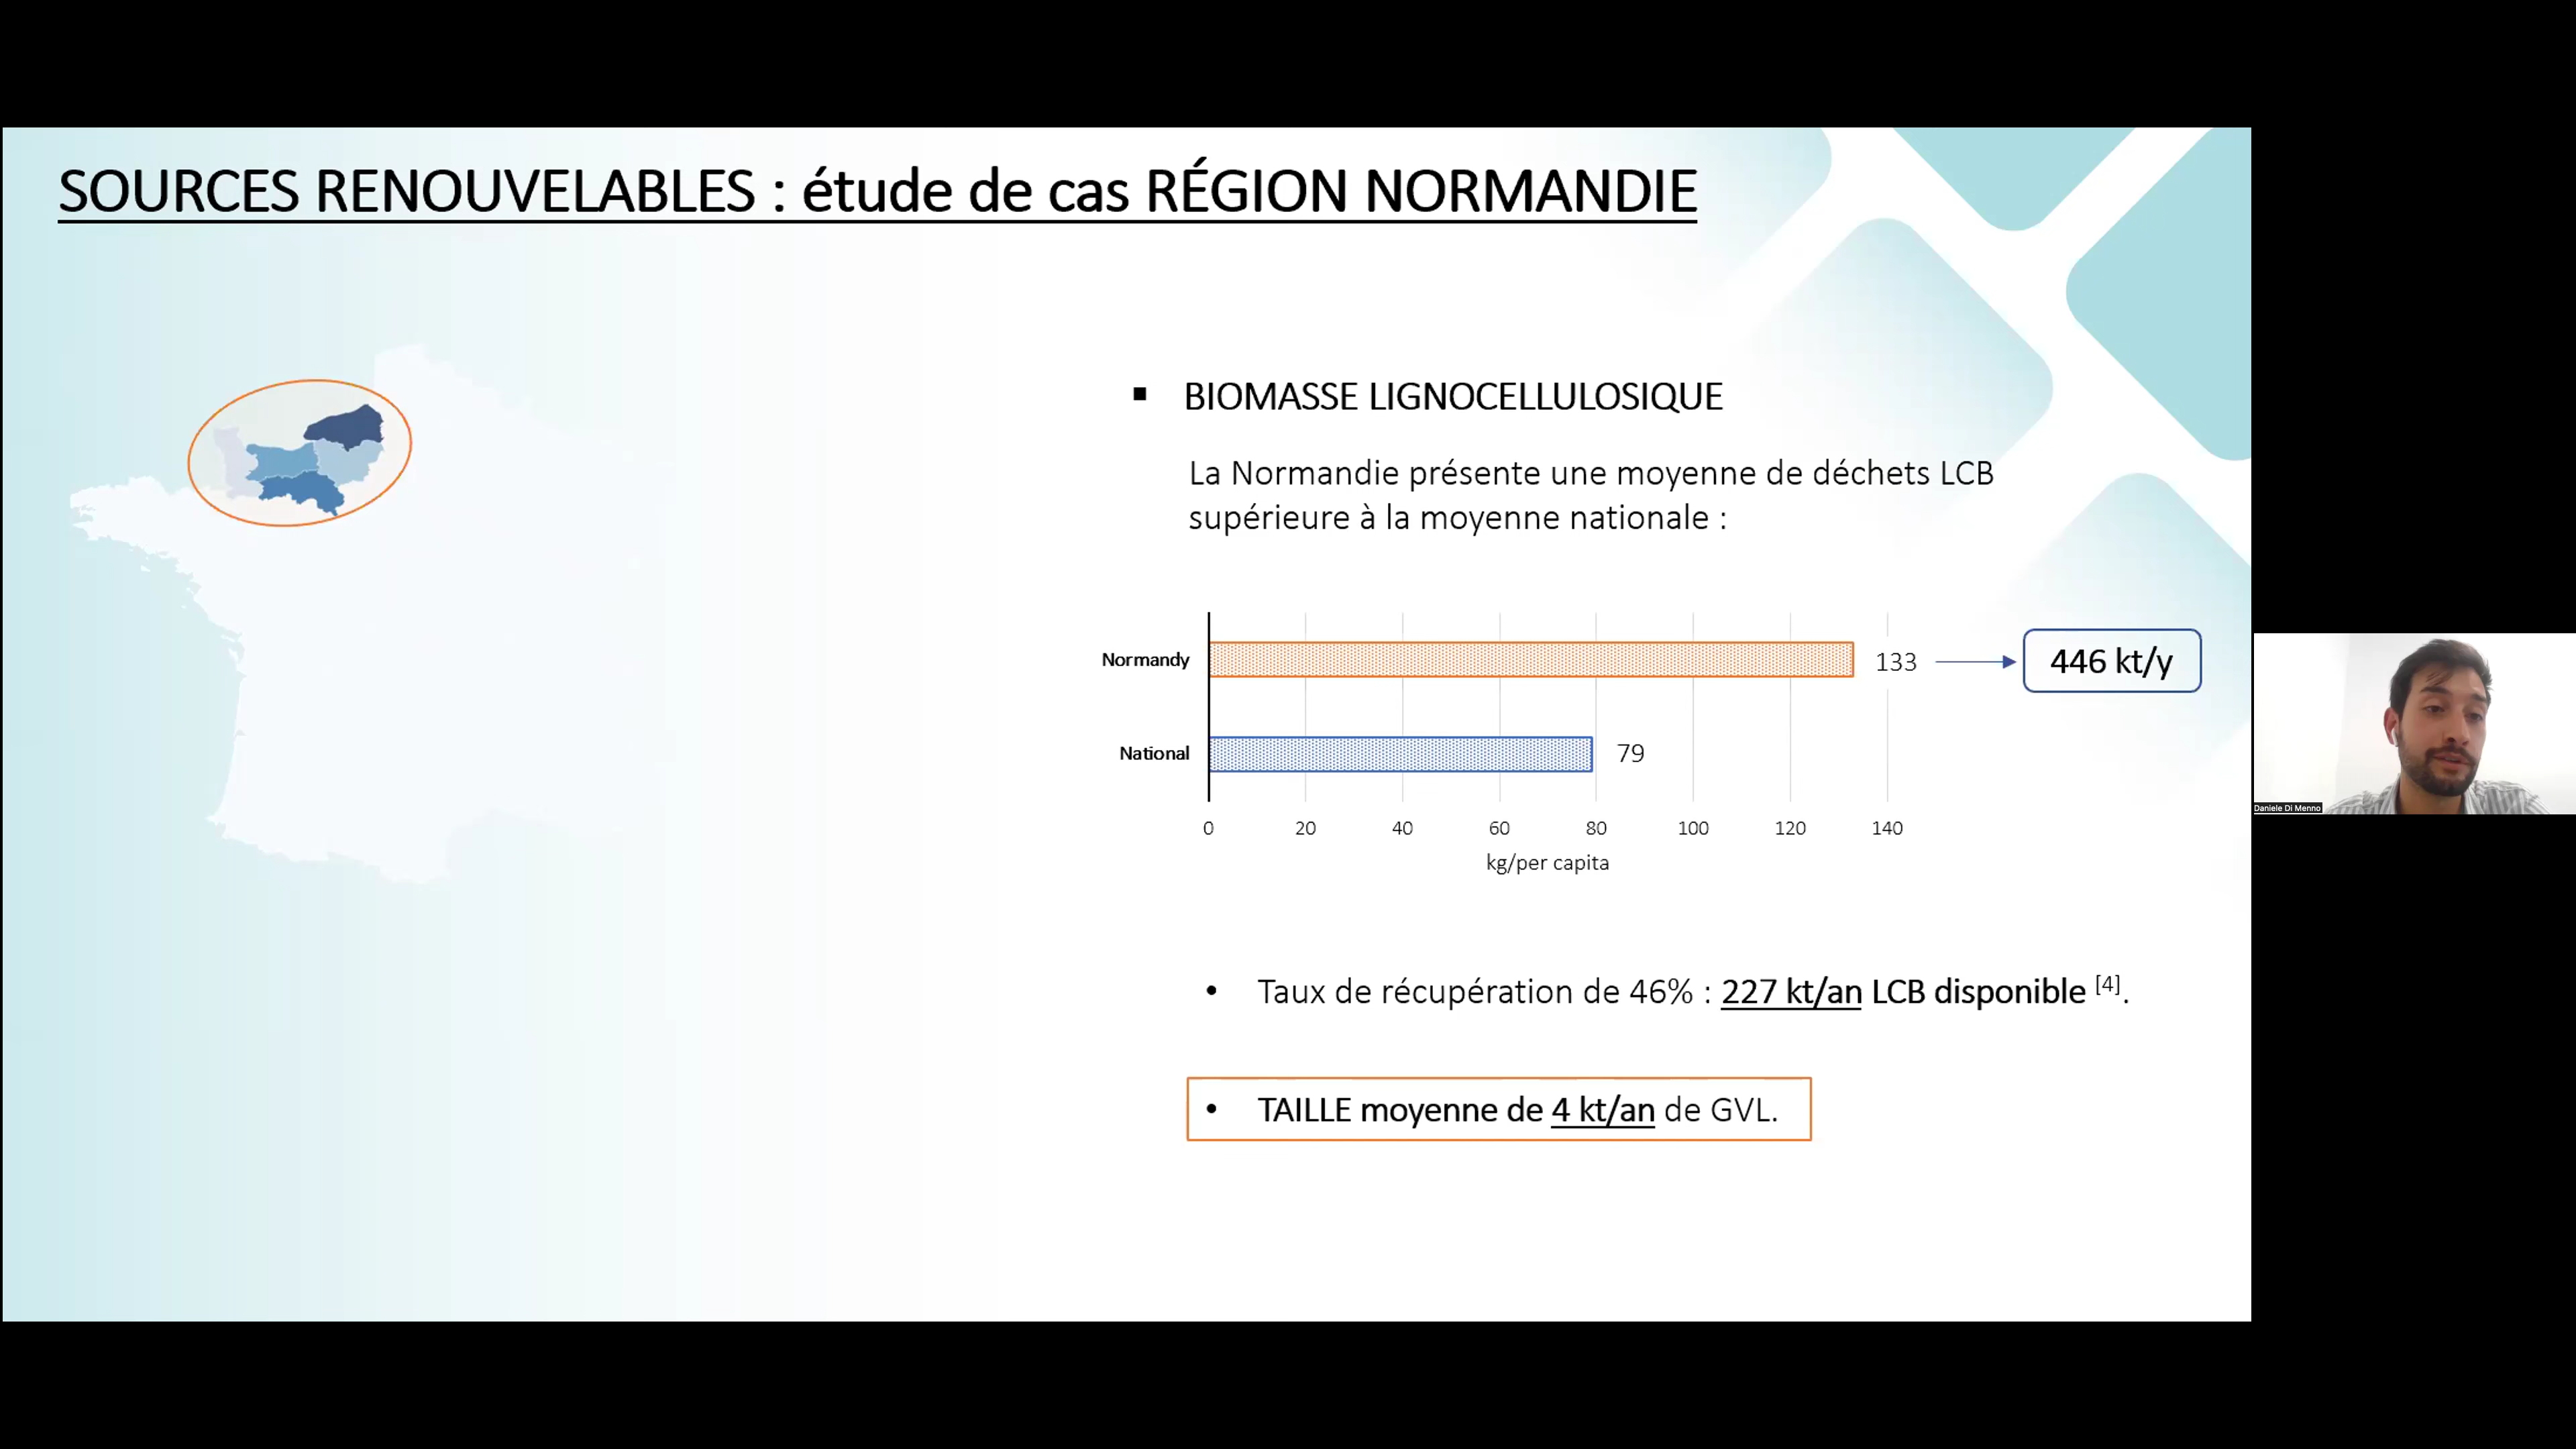 SOURCES RENOUVELABLES : étude de cas RÉGION NORMANDIE
▪ BIOMASSE LIGNOCELLULOSIQUE
La Normandie présente une moyenne de déchets LCB
supérieure à la moyenne nationale :
Normandy 133 446 kt/y
National 79
0 20 40 60 80 100 120 140
kg/per capita
• Taux de récupération de 46% : 227 kt/an LCB disponible [4].
• TAILLE moyenne de 4 kt/an de GVL.
Daniele Di Menno